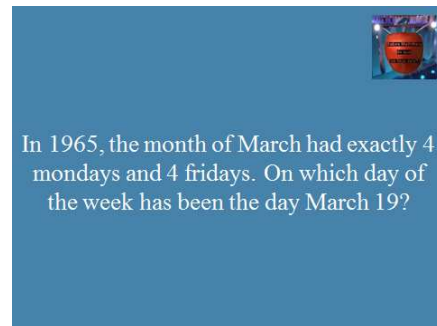 In 1965, the month of March had exactly 4
mondays and 4 fridays. On which day of
the week has been the day March 19?